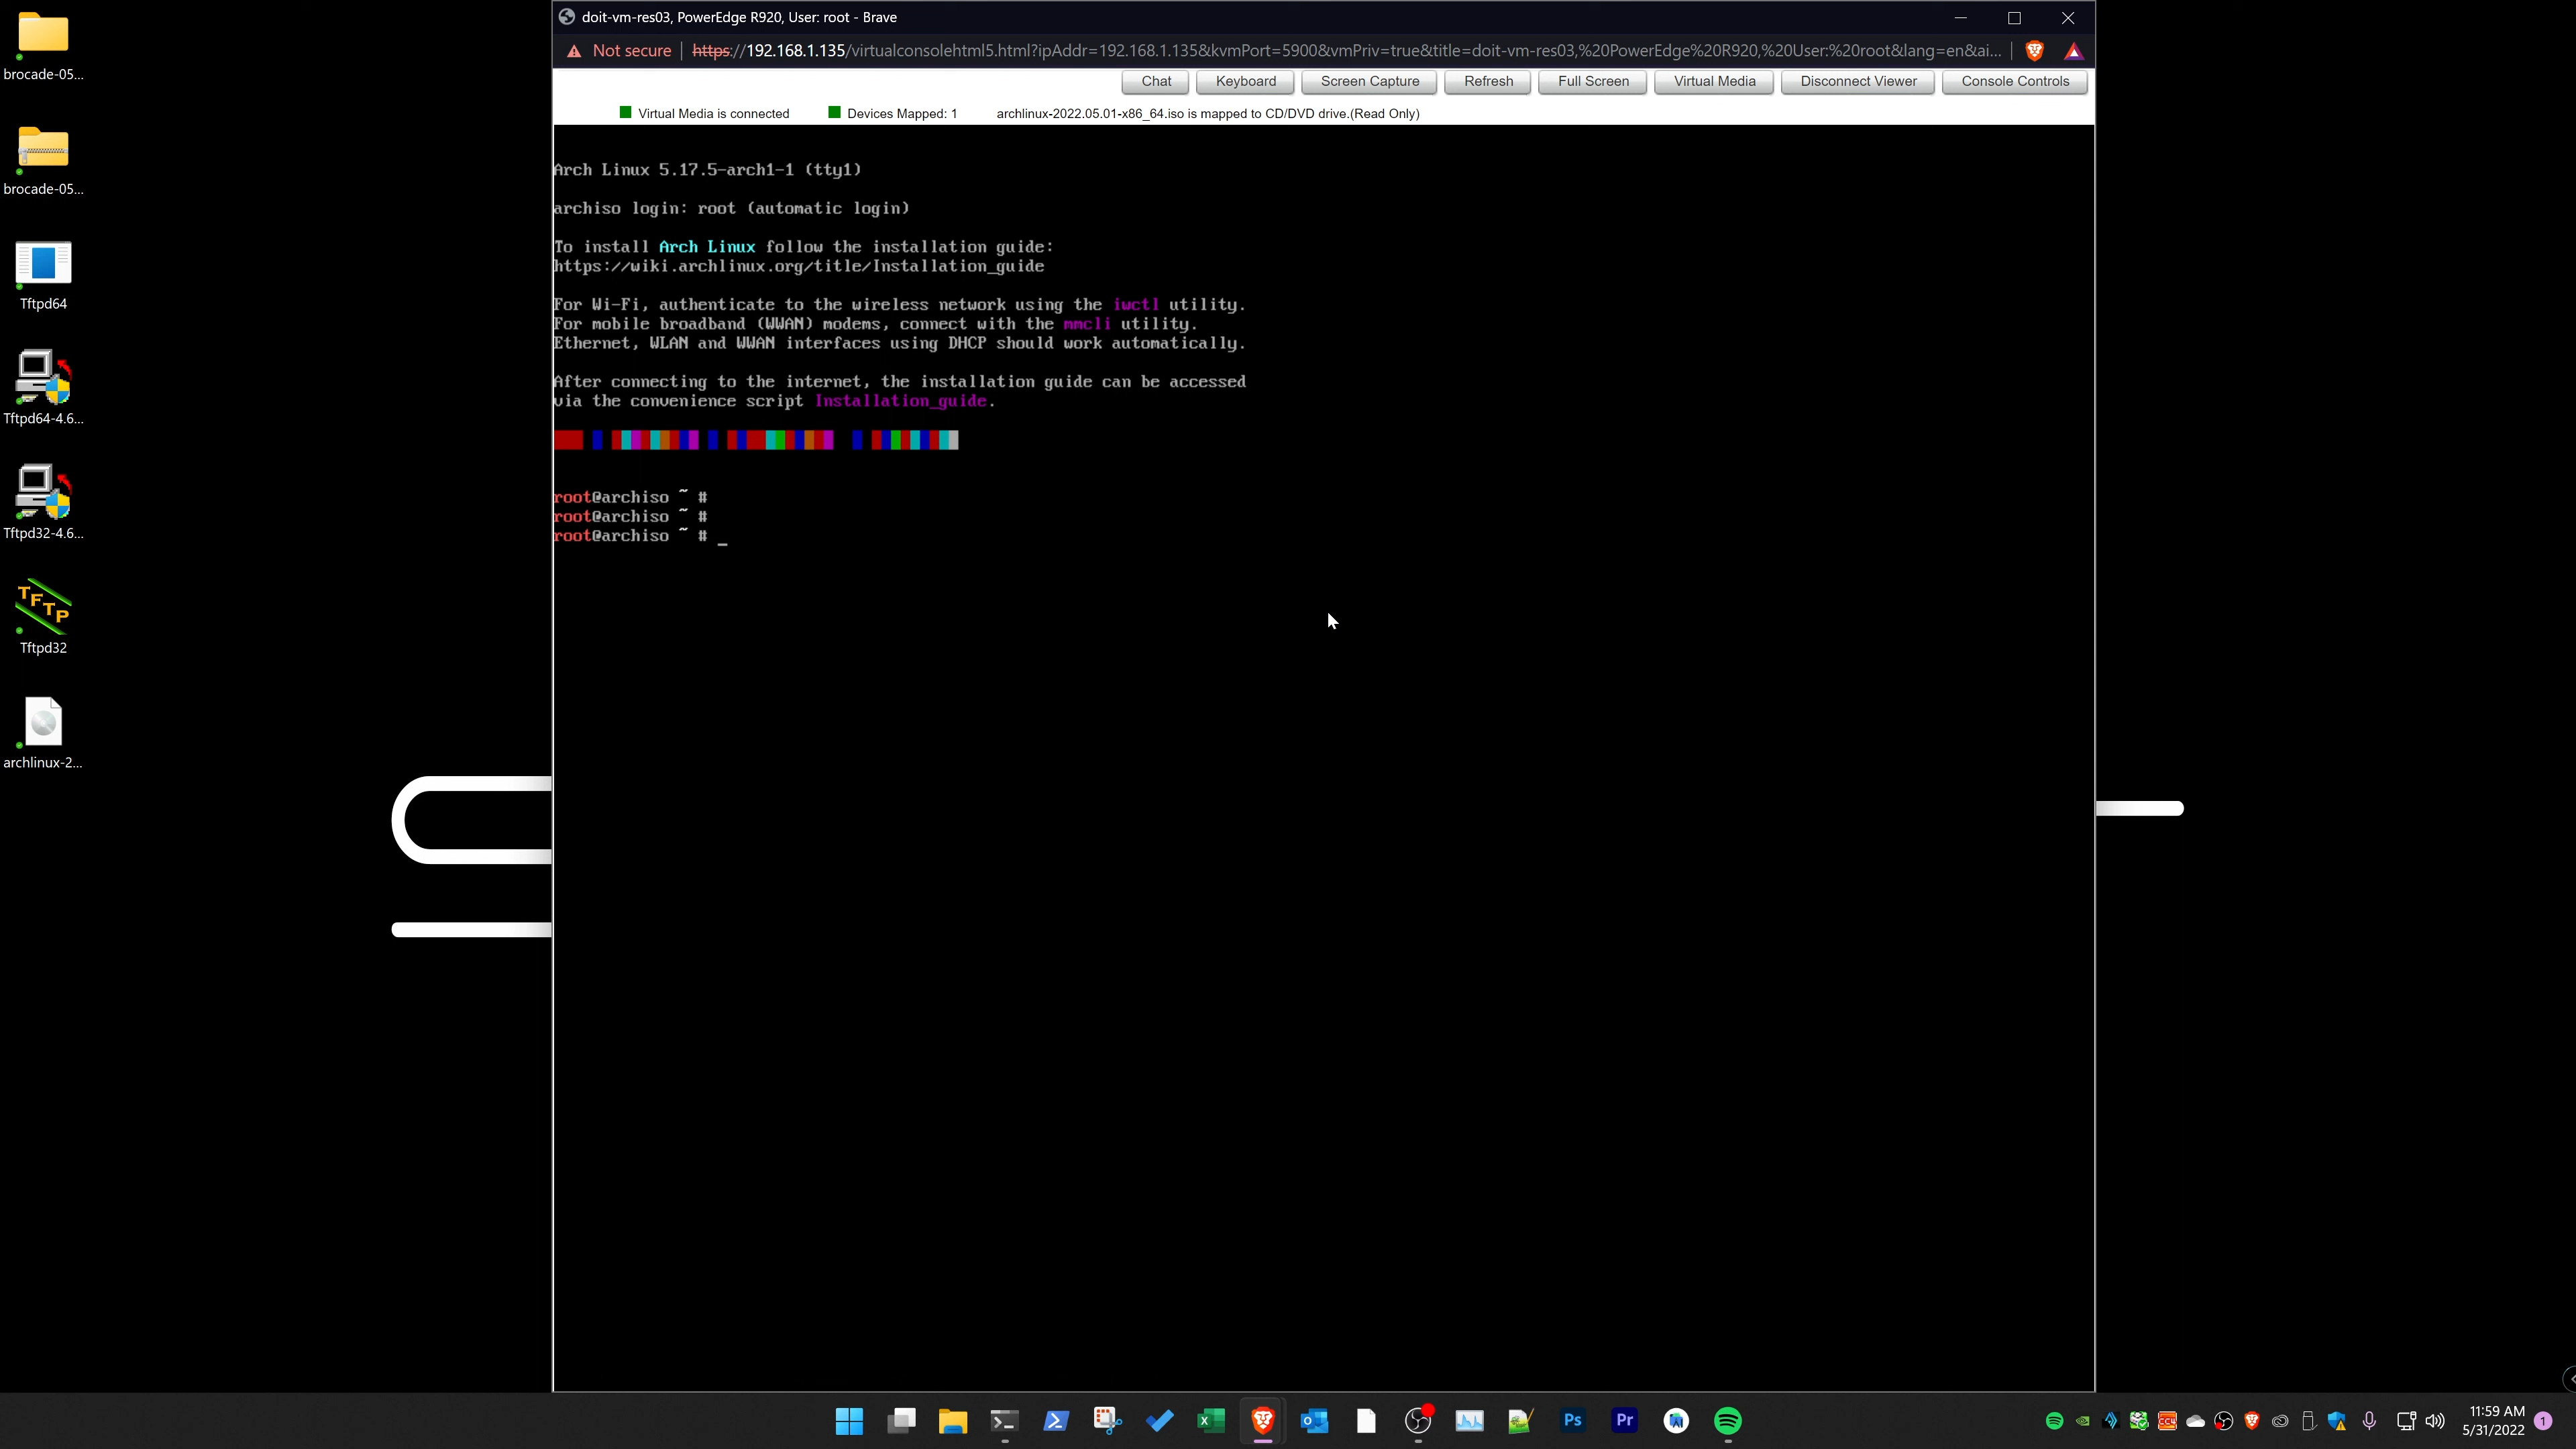 doit-vm-res03, PowerEdge R920, User: root - Brave
Not secure | https://192.168.1.135/virtualconsolehtml5.html?ipAddr=192.168.1.135&kvmPort=5900&vmPriv=true&title=doit-vm-res03,%20PowerEdge%20R920,%20User:%20root&lang=en&ai...
Chat Keyboard Screen Capture Refresh Full Screen Virtual Media Disconnect Viewer Console Controls
Virtual Media is connected Devices Mapped: 1 archlinux-2022.05.01-x86_64.iso is mapped to CD/DVD drive.(Read Only)
Arch Linux 5.17.5-arch1-1 (tty1)
archiso login: root (automatic login)
To install Arch Linux follow the installation guide:
https://wiki.archlinux.org/title/Installation_guide
For Wi-Fi, authenticate to the wireless network using the iwctl utility.
For mobile broadband (WWAN) modems, connect with the mmcli utility.
Ethernet, WLAN and WWAN interfaces using DHCP should work automatically.
After connecting to the internet, the installation guide can be accessed
via the convenience script Installation_guide.
root@archiso ~ #
root@archiso ~ #
root@archiso ~ # _
brocade-05...
brocade-05...
Tftpd64
Tftpd64-4.6...
Tftpd32-4.6...
TFTP
Tftpd32
archlinux-2...
Ps
Pr
11:59 AM
5/31/2022
1